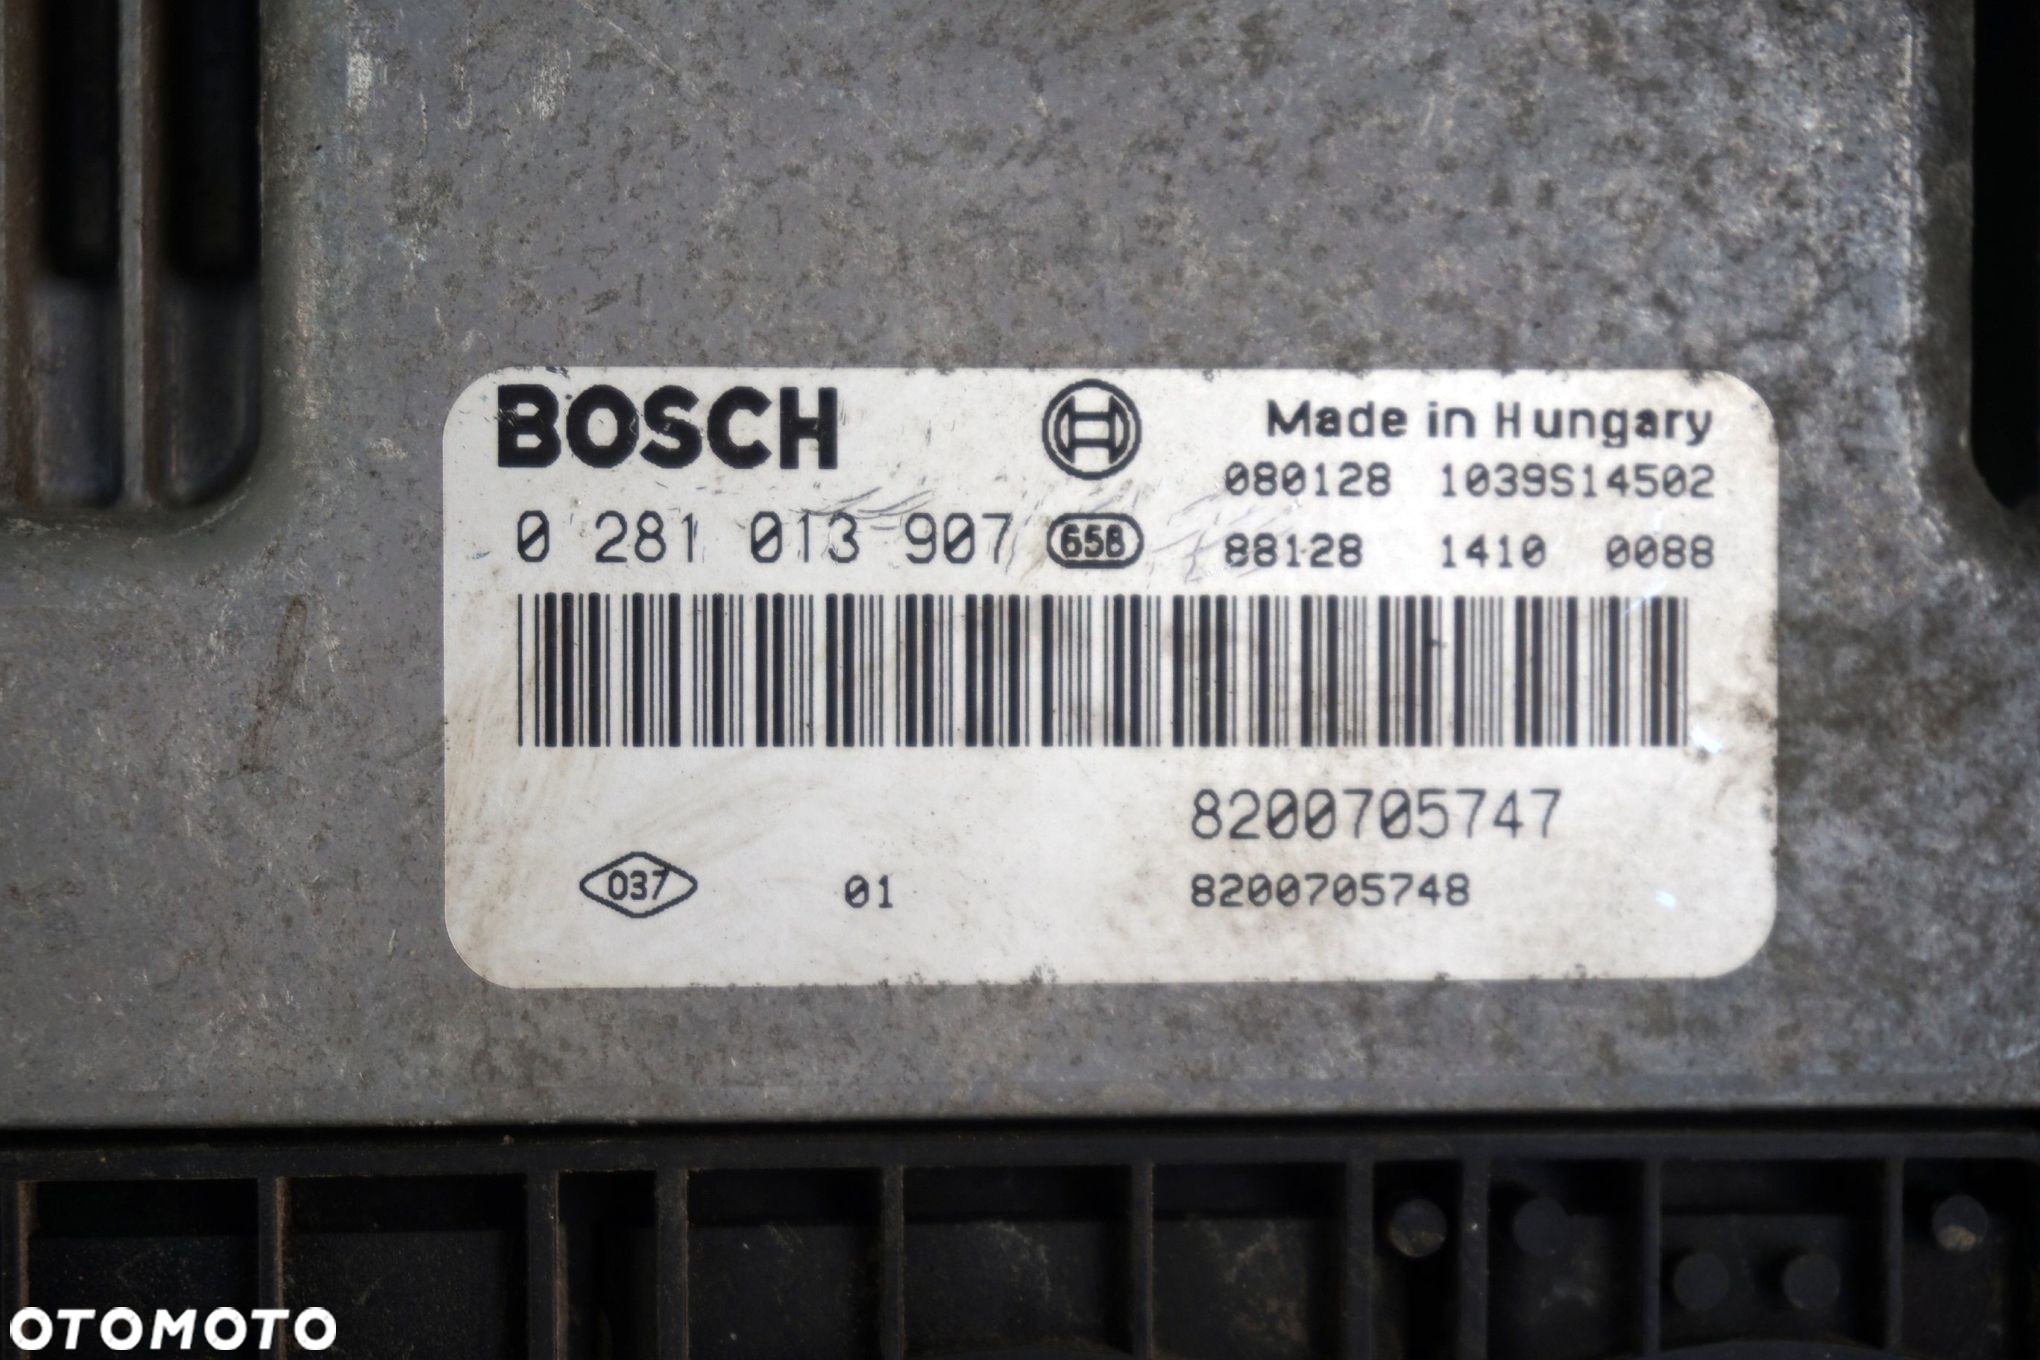 BOSCH
Made in Hungary
080128 1039S14502
0 281 013 907 658 88128 1410 0088
8200705747
037 01 8200705748
OTOMOTO